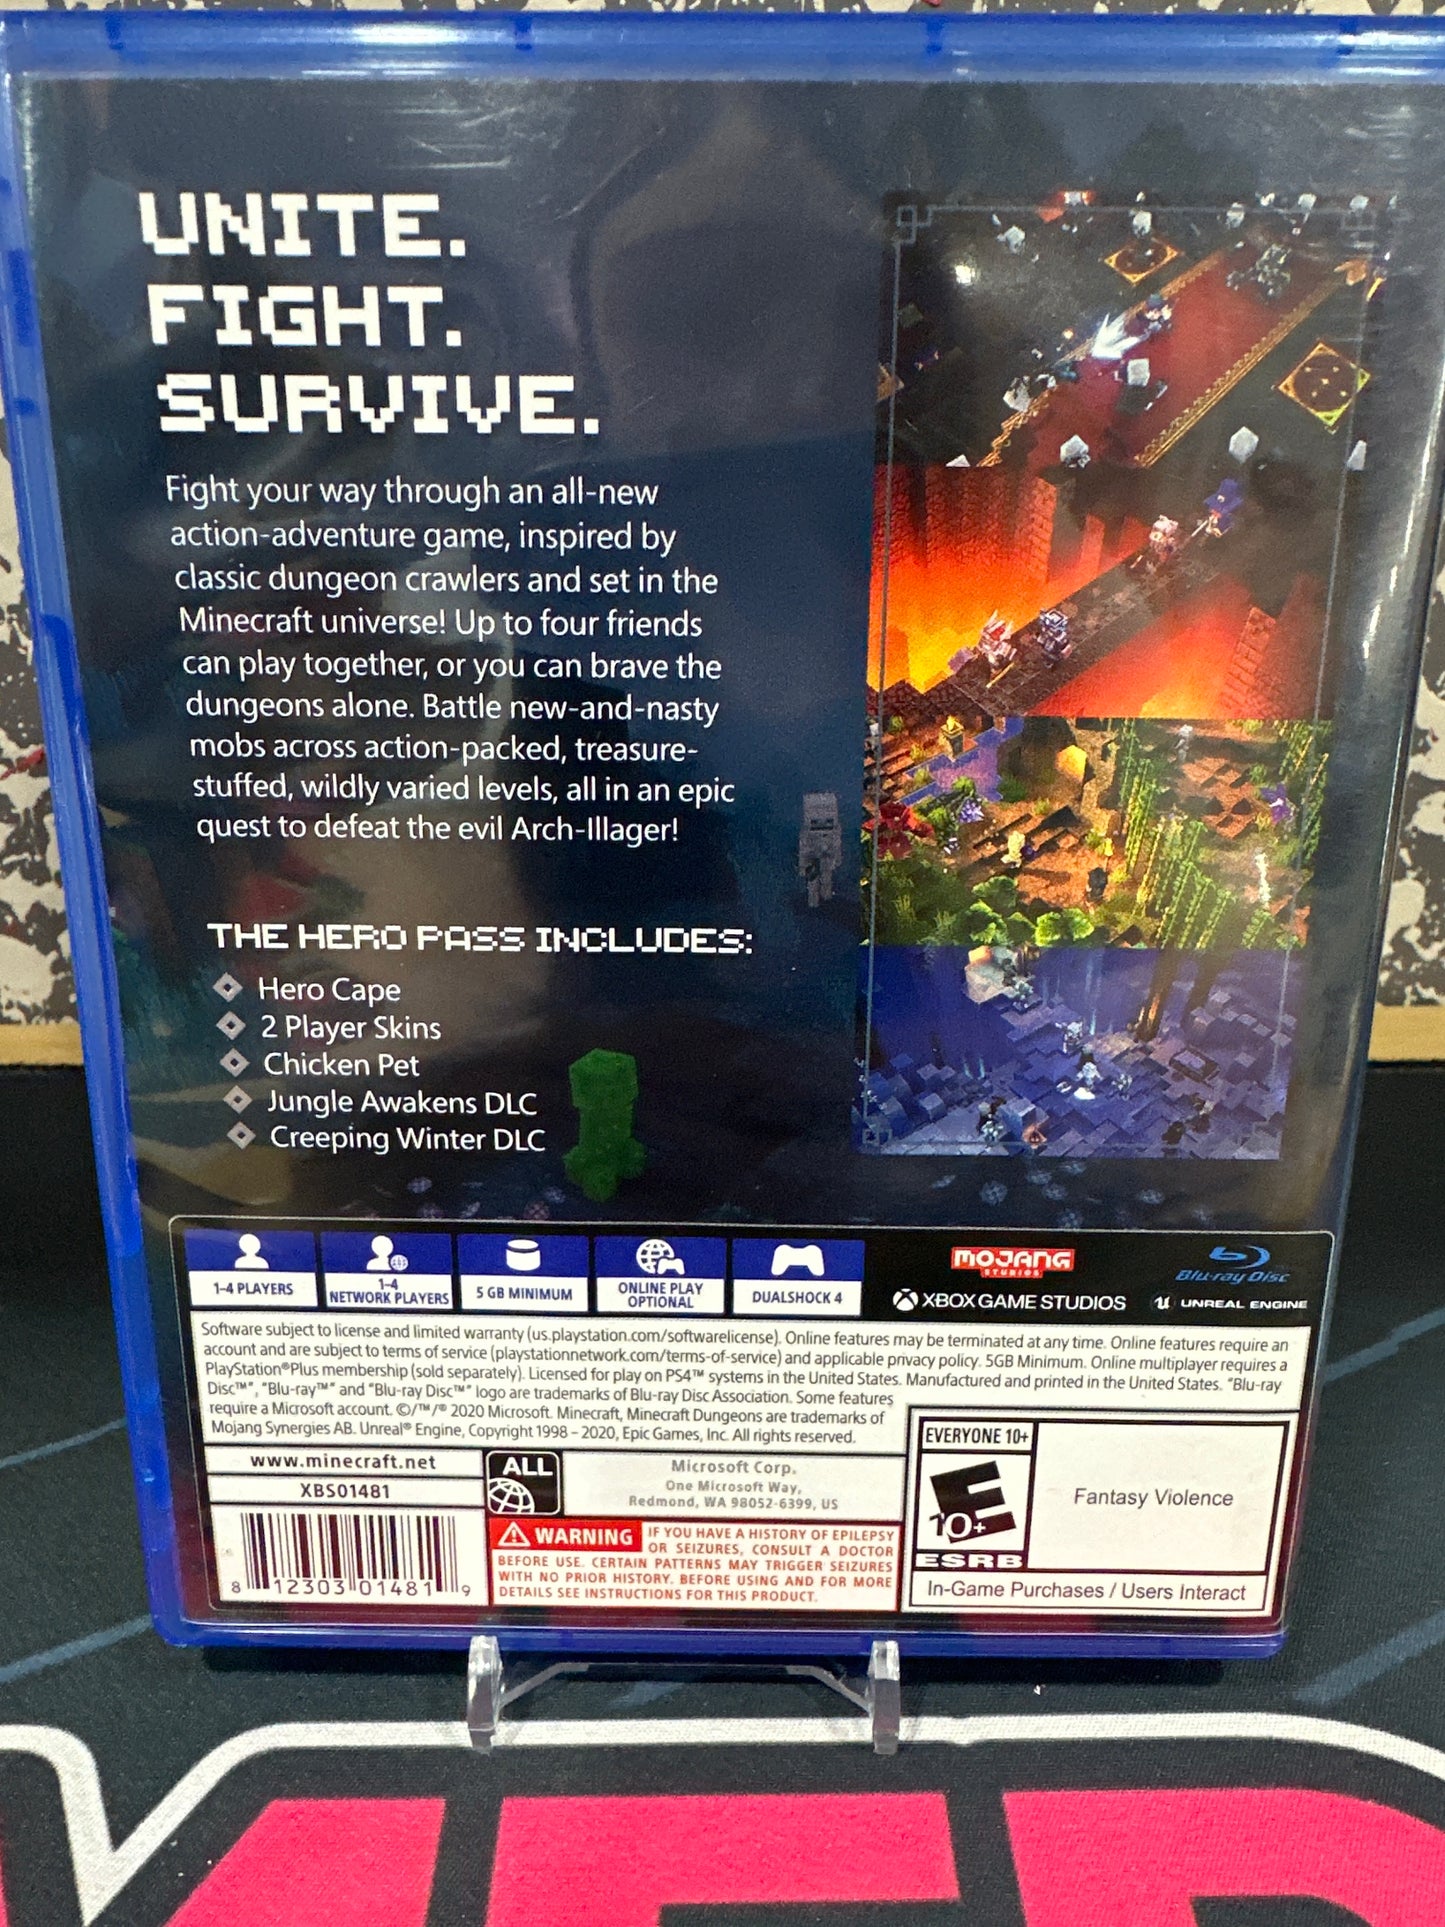 UNITE.
FIGHT.
SURVIVE.
Fight your way through an all-new
action-adventure game, inspired by
classic dungeon crawlers and set in the
Minecraft universe! Up to four friends
can play together, or you can brave the
dungeons alone. Battle new-and-nasty
mobs across action-packed, treasure-
stuffed, wildly varied levels, all in an epic
quest to defeat the evil Arch-Illager!
THE HERO PASS INCLUDES:
Hero Cape
2 Player Skins
Chicken Pet
Jungle Awakens DLC
Creeping Winter DLC
1-4 PLAYERS
1-4
NETWORK PLAYERS
5 GB MINIMUM
ONLINE PLAY
OPTIONAL
DUALSHOCK 4
MOJANG
STUDIOS
XBOX GAME STUDIOS
Blu-ray Disc
UNREAL ENGINE
Software subject to license and limited warranty (us.playstation.com/softwarelicense). Online features may be terminated at any time. Online features require an
account and are subject to terms of service (playstationnetwork.com/terms-of-service) and applicable privacy policy. 5GB Minimum. Online multiplayer requires a
PlayStation®Plus membership (sold separately). Licensed for play on PS4™ systems in the United States. Manufactured and printed in the United States. "Blu-ray
Disc™", "Blu-ray™" and "Blu-ray Disc™" logo are trademarks of Blu-ray Disc Association. Some features
require a Microsoft account. ©/™/® 2020 Microsoft. Minecraft, Minecraft Dungeons are trademarks of
Mojang Synergies AB. Unreal® Engine, Copyright 1998 – 2020, Epic Games, Inc. All rights reserved.
www.minecraft.net
XBS01481
8 12303 01481 9
ALL
Microsoft Corp.
One Microsoft Way,
Redmond, WA 98052-6399, US
WARNING IF YOU HAVE A HISTORY OF EPILEPSY
OR SEIZURES, CONSULT A DOCTOR
BEFORE USE. CERTAIN PATTERNS MAY TRIGGER SEIZURES
WITH NO PRIOR HISTORY. BEFORE USING AND FOR MORE
DETAILS SEE INSTRUCTIONS FOR THIS PRODUCT.
EVERYONE 10+
E
10+
ESRB
Fantasy Violence
In-Game Purchases / Users Interact